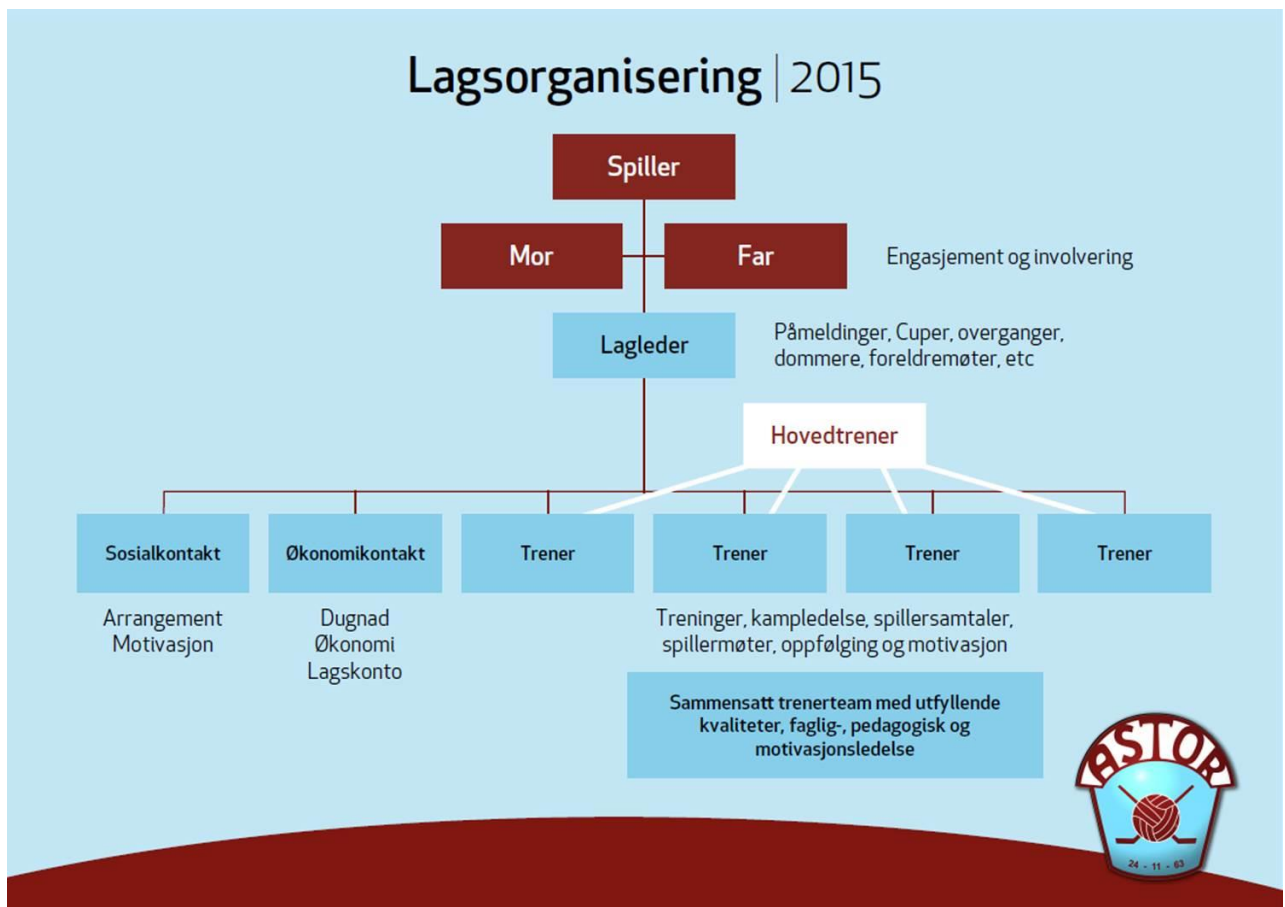 Lagsorganisering | 2015
Spiller
Mor
Far
Engasjement og involvering
Lagleder
Påmeldinger, Cuper, overganger,
dommere, foreldremøter, etc
Hovedtrener
Sosialkontakt
Økonomikontakt
Trener
Trener
Trener
Trener
Arrangement
Motivasjon
Dugnad
Økonomi
Lagskonto
Treninger, kampledelse, spillersamtaler,
spillermøter, oppfølging og motivasjon
Sammensatt trenerteam med utfyllende
kvaliteter, faglig-, pedagogisk og
motivasjonsledelse
ASTOR
24 - 11 - 63